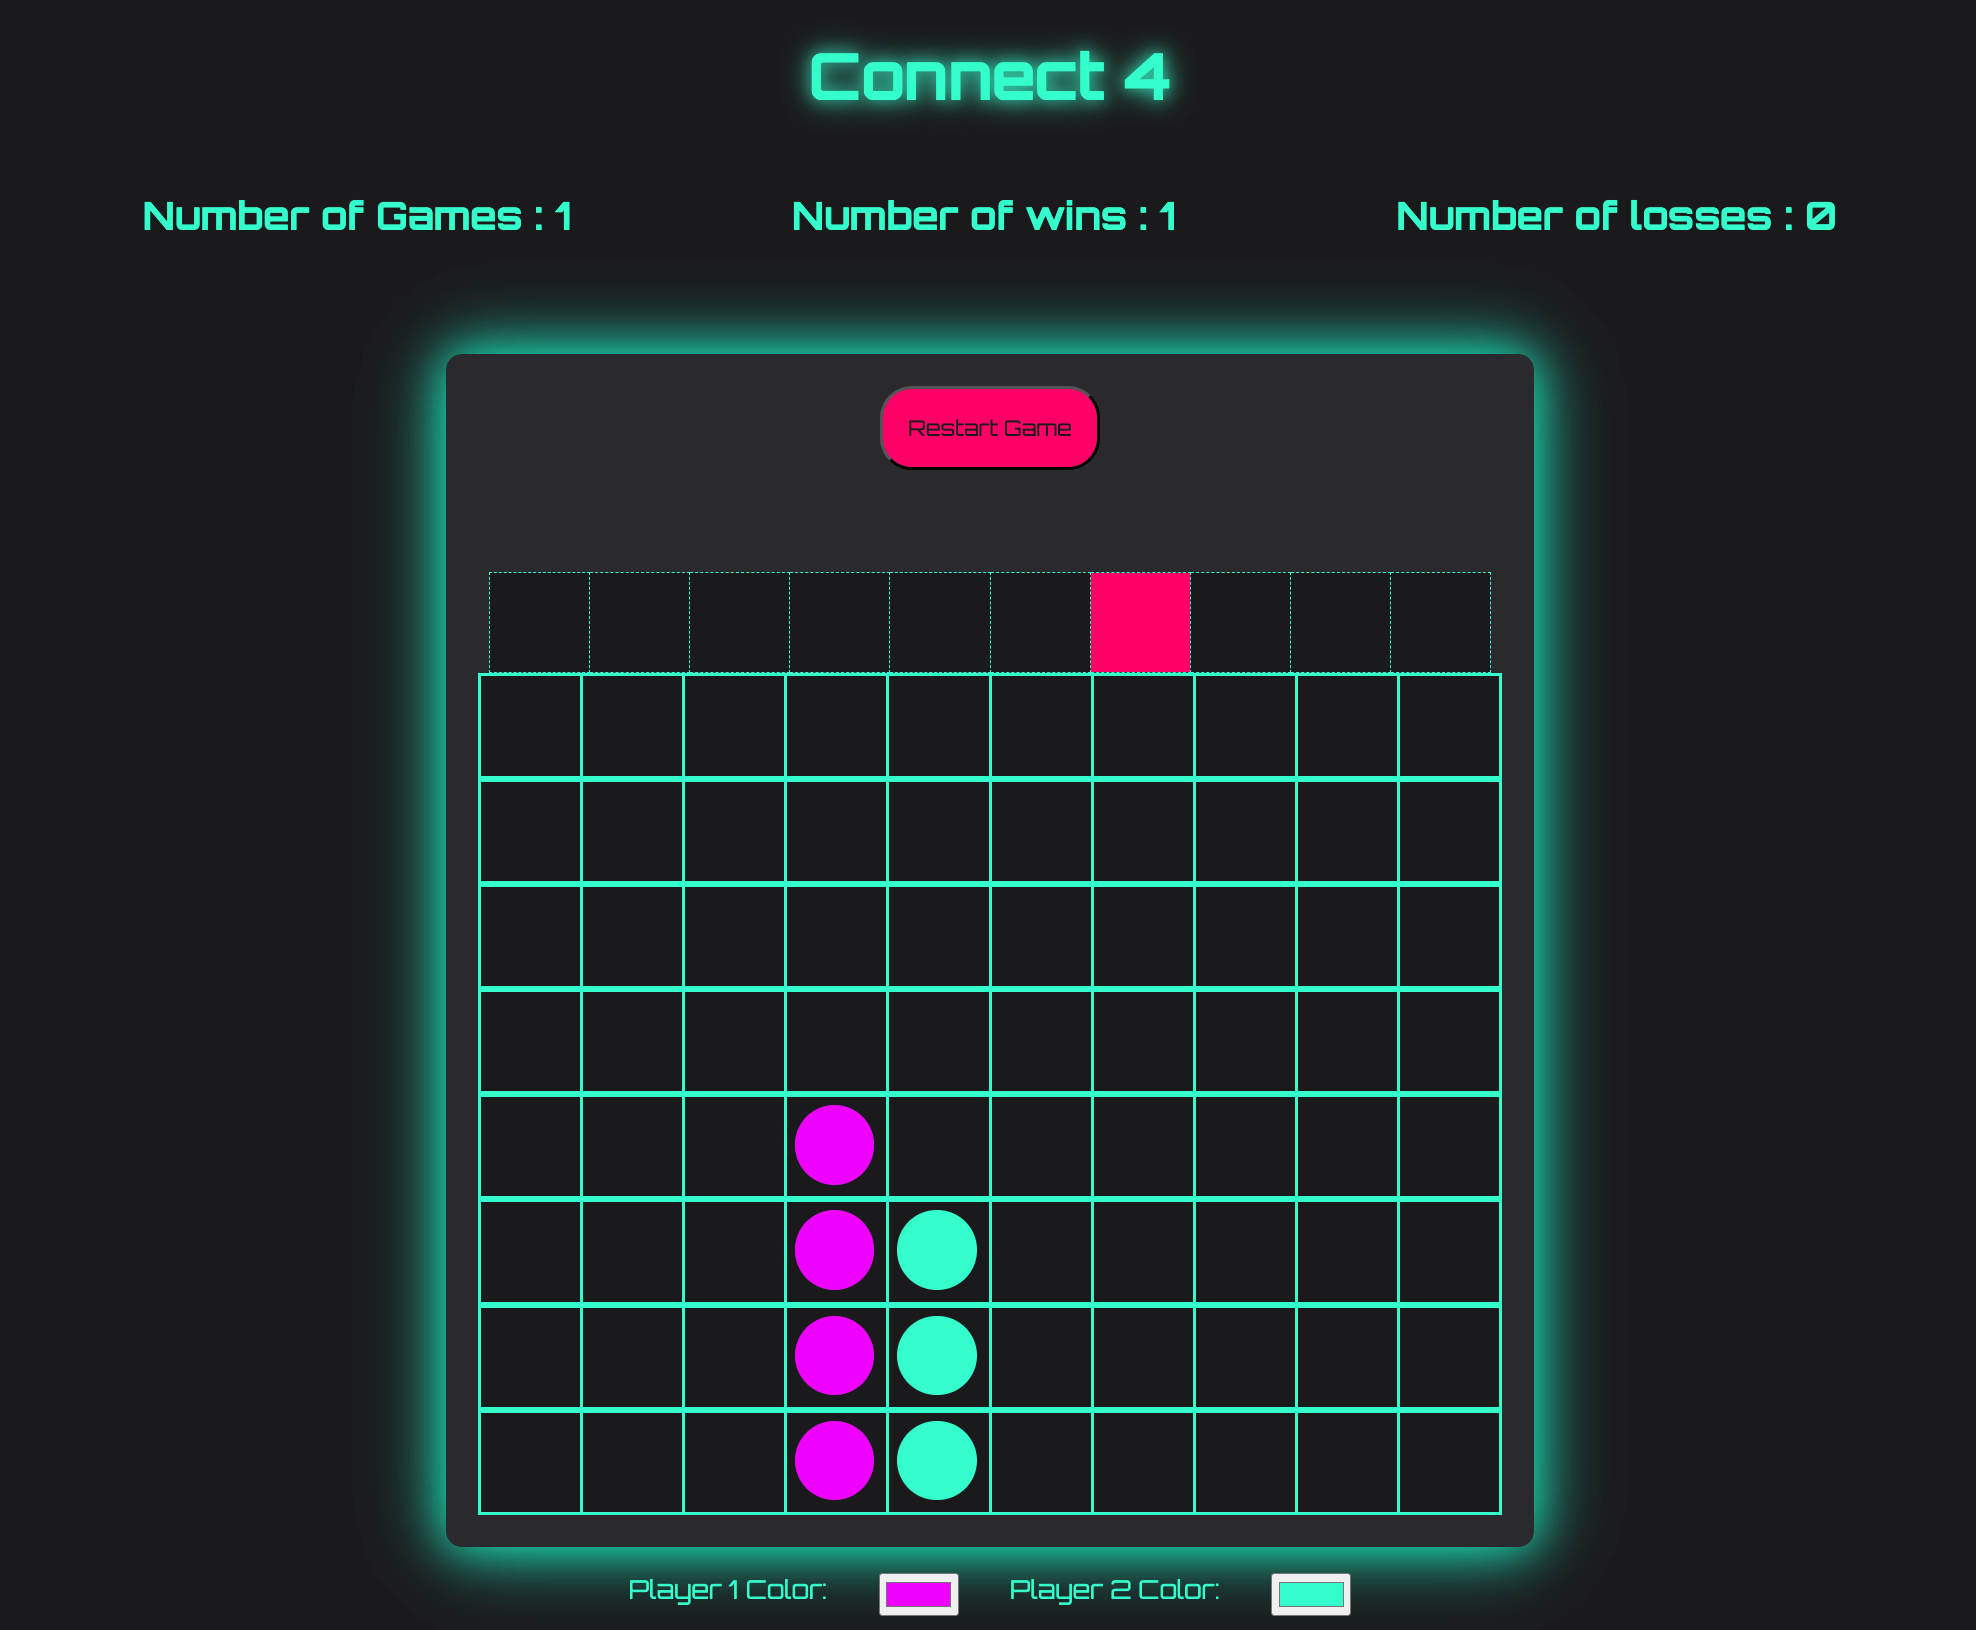 Connect 4
Number of Games : 1
Number of wins : 1
Number of losses : 0
Restart Game
Player 1 Color:
Player 2 Color: